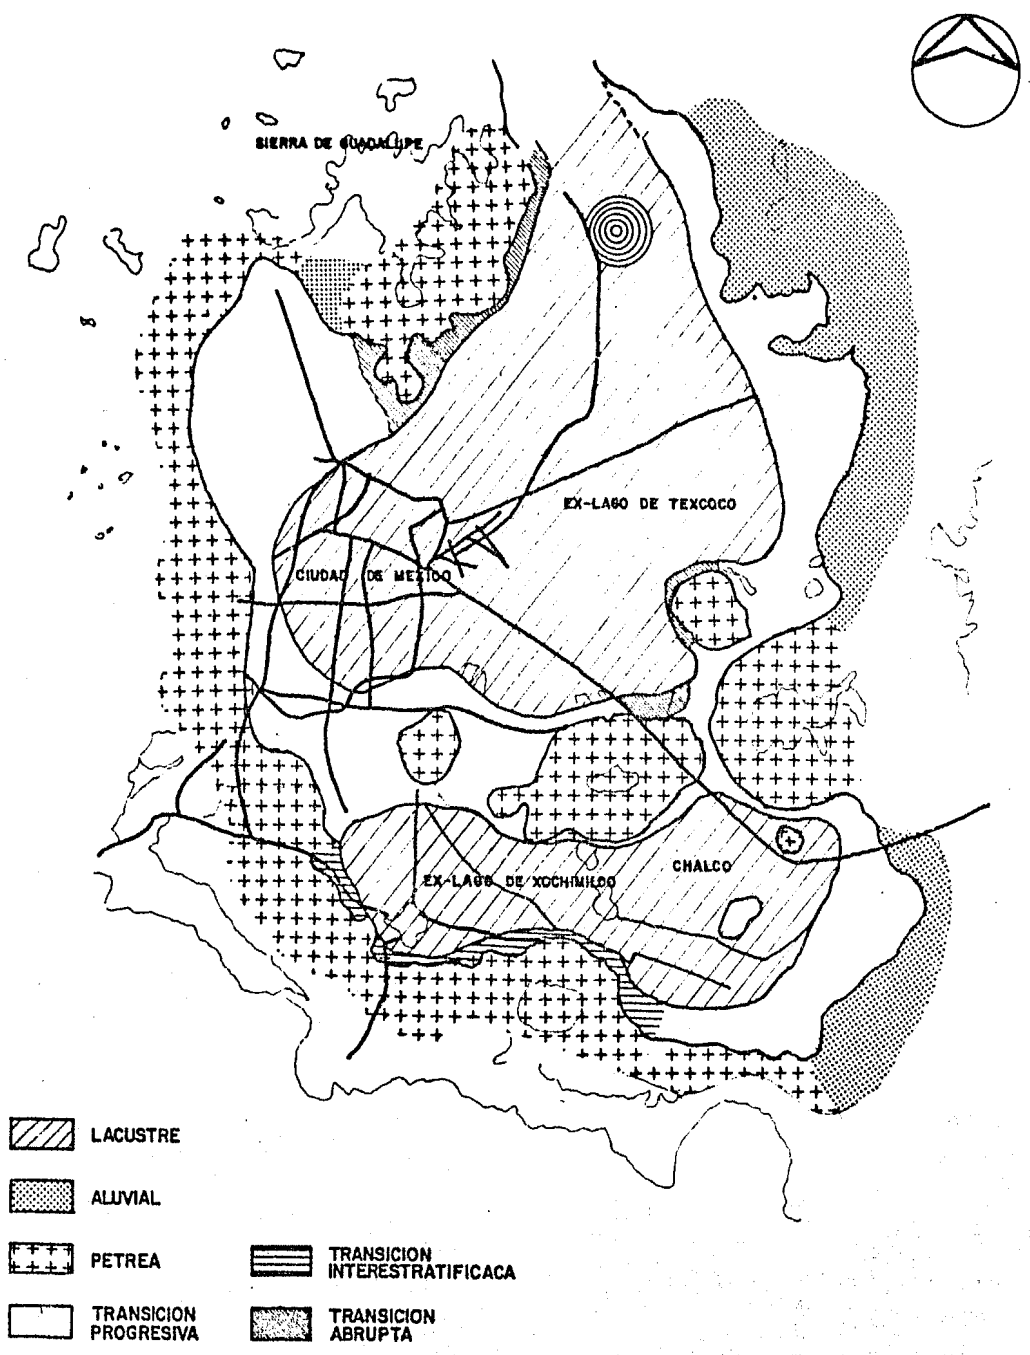 SIERRA DE GUADALUPE
EX-LAGO DE TEXCOCO
CIUDAD DE MEXICO
CHALCO
EX-LAGO DE XOCHIMILCO
LACUSTRE
ALUVIAL
PETREA
TRANSICION
PROGRESIVA
TRANSICION
INTERESTRATIFICACA
TRANSICION
ABRUPTA